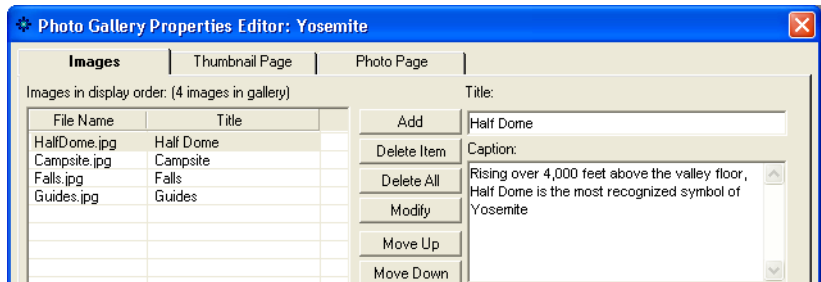 Photo Gallery Properties Editor: Yosemite
Images Thumbnail Page Photo Page
Images in display order: (4 images in gallery)
File Name Title
HalfDome.jpg Half Dome
Campsite.jpg Campsite
Falls.jpg Falls
Guides.jpg Guides
Add
Delete Item
Delete All
Modify
Move Up
Move Down
Title:
Half Dome
Caption:
Rising over 4,000 feet above the valley floor,
Half Dome is the most recognized symbol of
Yosemite